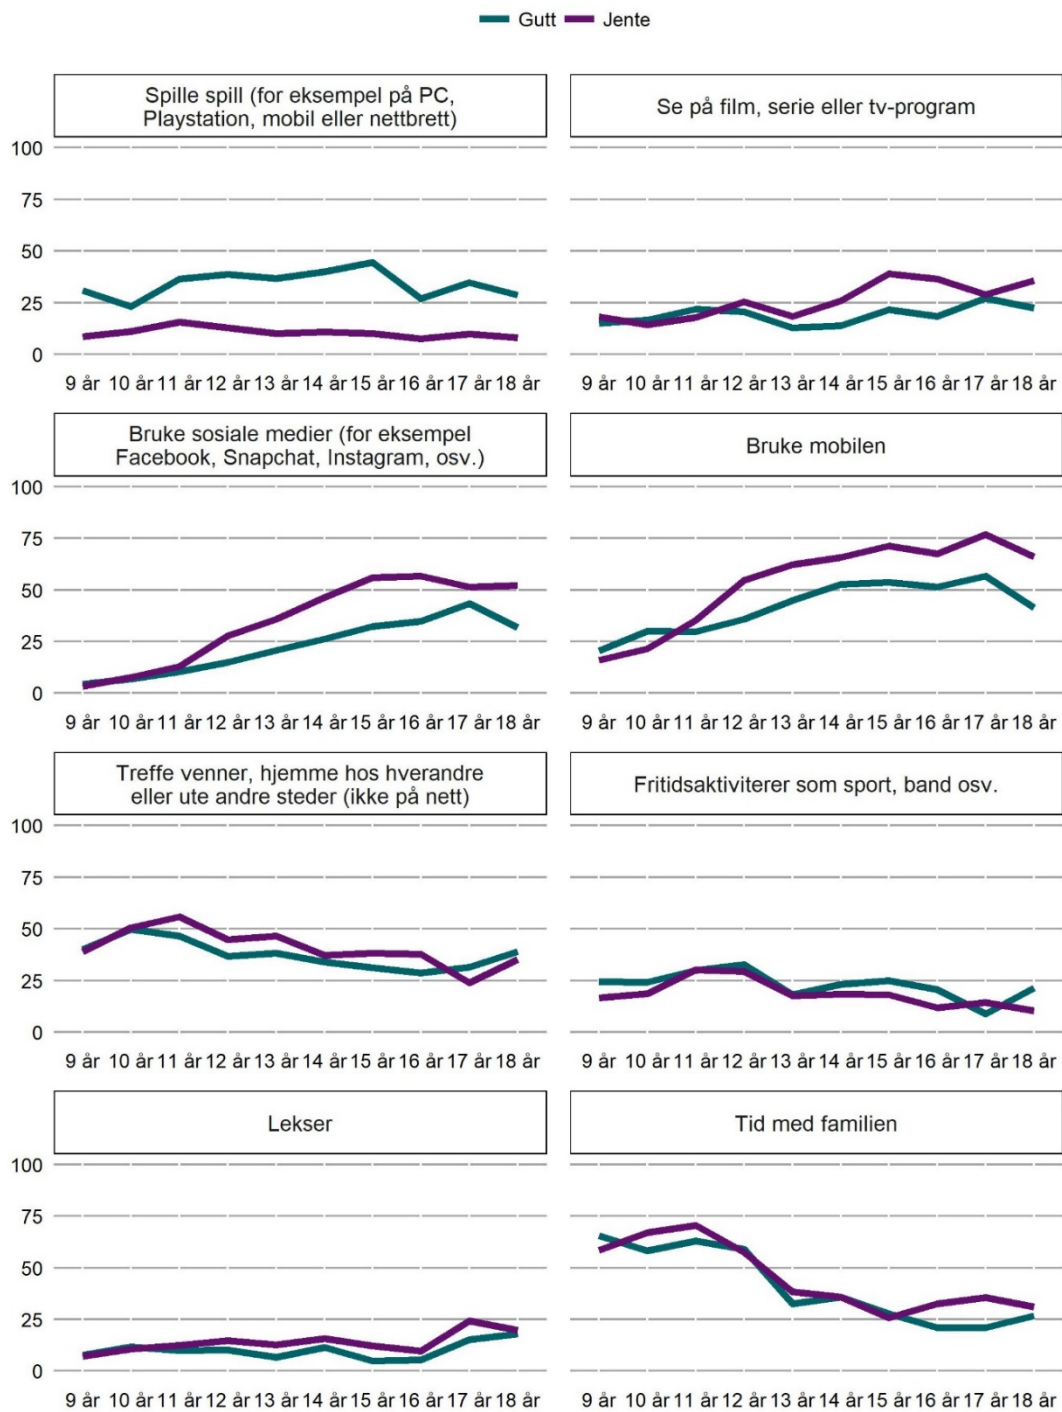 Gutt Jente
Spille spill (for eksempel på PC,
Playstation, mobil eller nettbrett)
Se på film, serie eller tv-program
100
75
50
25
0
9 år 10 år 11 år 12 år 13 år 14 år 15 år 16 år 17 år 18 år
9 år 10 år 11 år 12 år 13 år 14 år 15 år 16 år 17 år 18 år
Bruke sosiale medier (for eksempel
Facebook, Snapchat, Instagram, osv.)
Bruke mobilen
100
75
50
25
0
9 år 10 år 11 år 12 år 13 år 14 år 15 år 16 år 17 år 18 år
9 år 10 år 11 år 12 år 13 år 14 år 15 år 16 år 17 år 18 år
Treffe venner, hjemme hos hverandre
eller ute andre steder (ikke på nett)
Fritidsaktiviterer som sport, band osv.
100
75
50
25
0
9 år 10 år 11 år 12 år 13 år 14 år 15 år 16 år 17 år 18 år
9 år 10 år 11 år 12 år 13 år 14 år 15 år 16 år 17 år 18 år
Lekser
Tid med familien
100
75
50
25
0
9 år 10 år 11 år 12 år 13 år 14 år 15 år 16 år 17 år 18 år
9 år 10 år 11 år 12 år 13 år 14 år 15 år 16 år 17 år 18 år